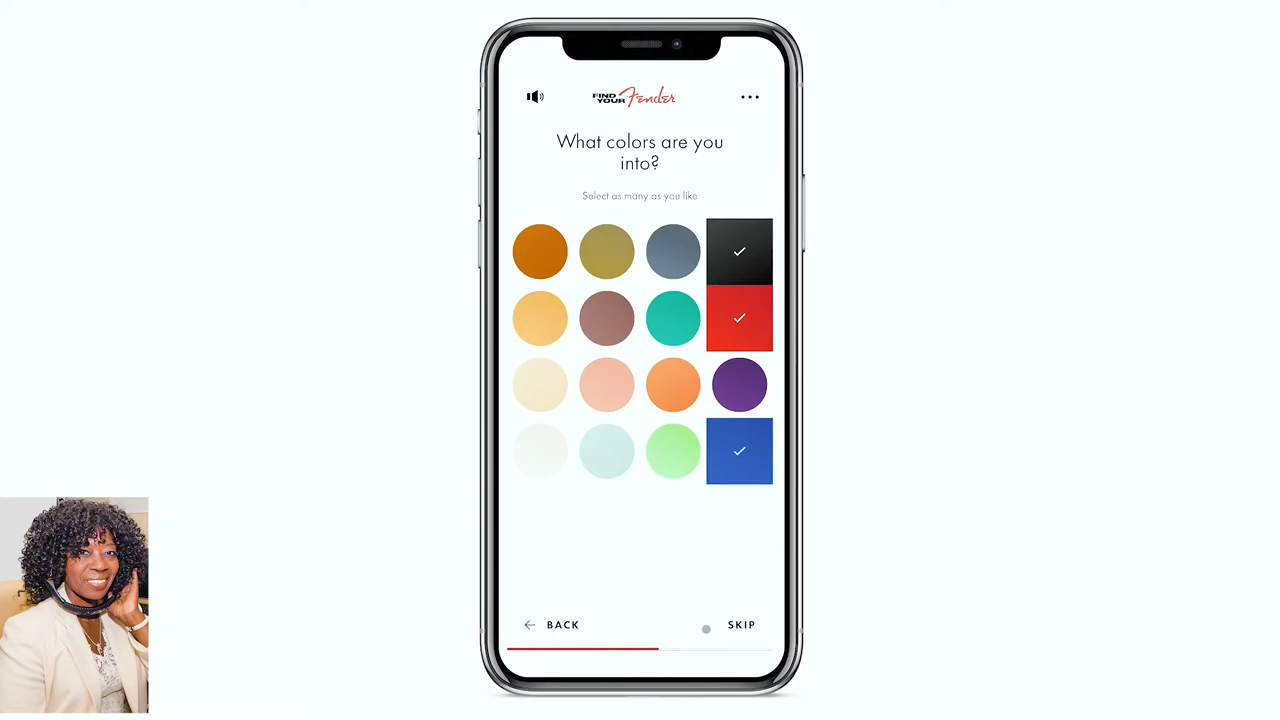 FIND
YOUR Fender
What colors are you
into?
Select as many as you like
BACK
SKIP